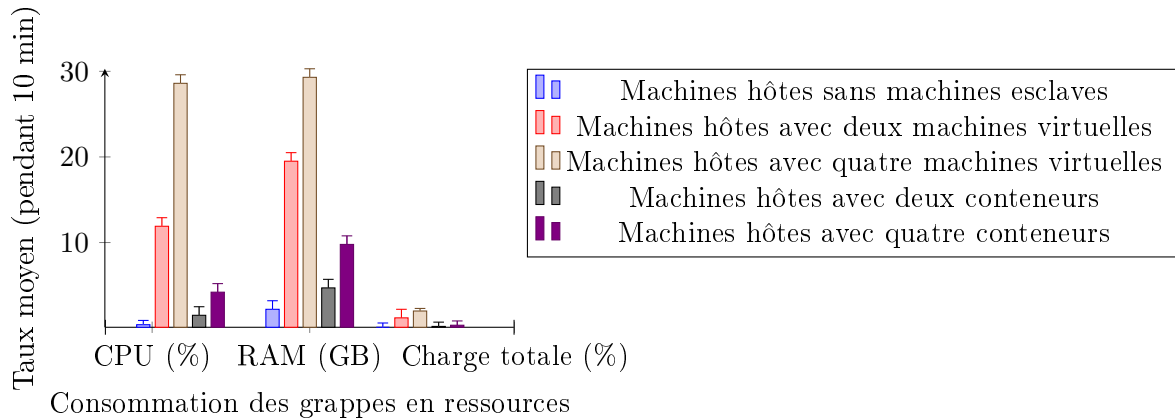 Taux moyen (pendant 10 min)
30
20
10
CPU (%)
RAM (GB)
Charge totale (%)
Consommation des grappes en ressources
Machines hôtes sans machines esclaves
Machines hôtes avec deux machines virtuelles
Machines hôtes avec quatre machines virtuelles
Machines hôtes avec deux conteneurs
Machines hôtes avec quatre conteneurs